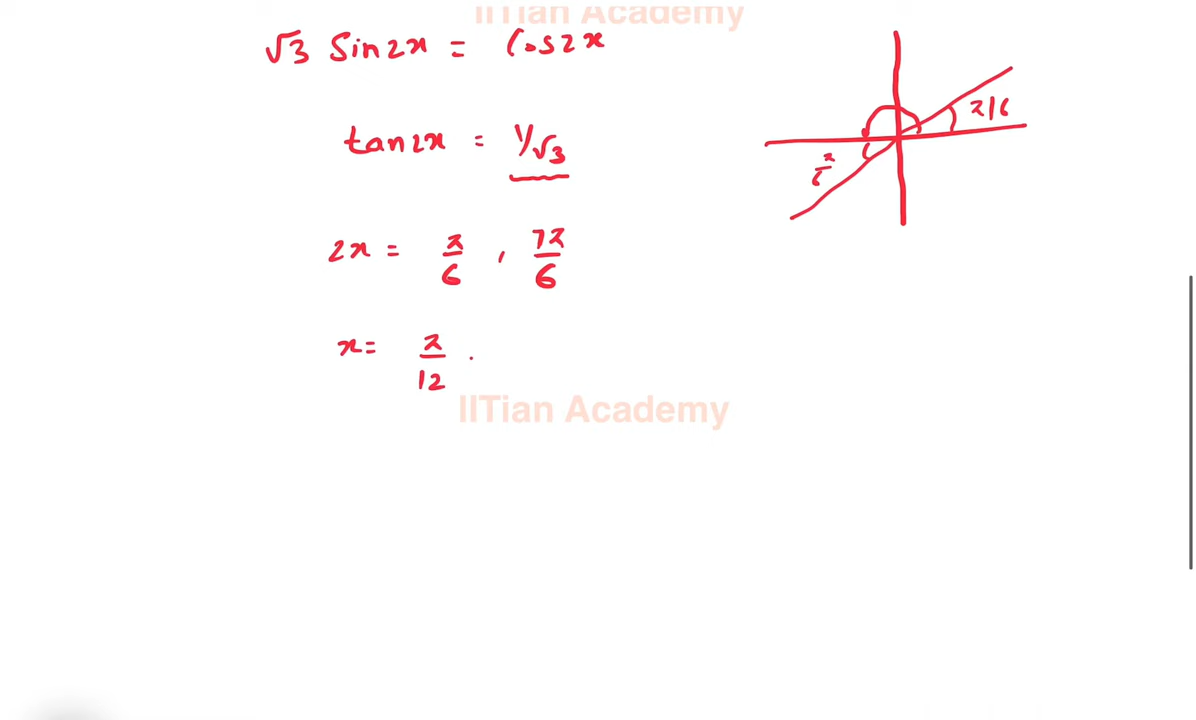 IITian Academy
√3 Sin2x = Cos2x
π/6
tan2x = 1/√3
π/6
2x = π/6 , 7π/6
x = π/12 .
IITian Academy